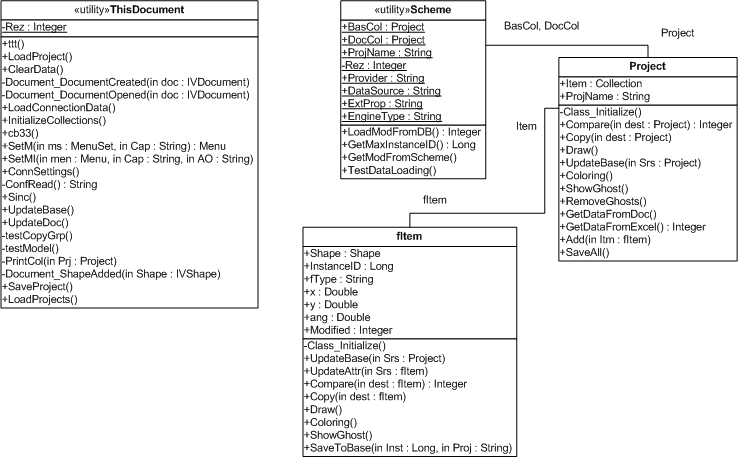 «utility»ThisDocument
-Rez : Integer
+ttt()
+LoadProject()
+ClearData()
-Document_DocumentCreated(in doc : IVDocument)
-Document_DocumentOpened(in doc : IVDocument)
+LoadConnectionData()
+InitializeCollections()
+cb33()
+SetM(in ms : MenuSet, in Cap : String) : Menu
+SetMI(in men : Menu, in Cap : String, in AO : String)
+ConnSettings()
-ConfRead() : String
+Sinc()
+UpdateBase()
+UpdateDoc()
-testCopyGrp()
-testModel()
-PrintCol(in Prj : Project)
-Document_ShapeAdded(in Shape : IVShape)
+SaveProject()
+LoadProjects()
«utility»Scheme
+BasCol : Project
+DocCol : Project
+ProjName : String
-Rez : Integer
+Provider : String
+DataSource : String
+ExtProp : String
+EngineType : String
+LoadModFromDB() : Integer
+GetMaxInstanceID() : Long
+GetModFromScheme()
+TestDataLoading()
BasCol, DocCol
Project
Project
+Item : Collection
+ProjName : String
-Class_Initialize()
+Compare(in dest : Project) : Integer
+Copy(in dest : Project)
+Draw()
+UpdateBase(in Srs : Project)
+Coloring()
+ShowGhost()
+RemoveGhosts()
+GetDataFromDoc()
+GetDataFromExcel() : Integer
+Add(in Itm : fItem)
+SaveAll()
Item
fItem
fItem
+Shape : Shape
+InstanceID : Long
+fType : String
+x : Double
+y : Double
+ang : Double
+Modified : Integer
-Class_Initialize()
+UpdateBase(in Srs : Project)
+UpdateAttr(in Srs : fItem)
+Compare(in dest : fItem) : Integer
+Copy(in dest : fItem)
+Draw()
+Coloring()
+ShowGhost()
+SaveToBase(in Inst : Long, in Proj : String)